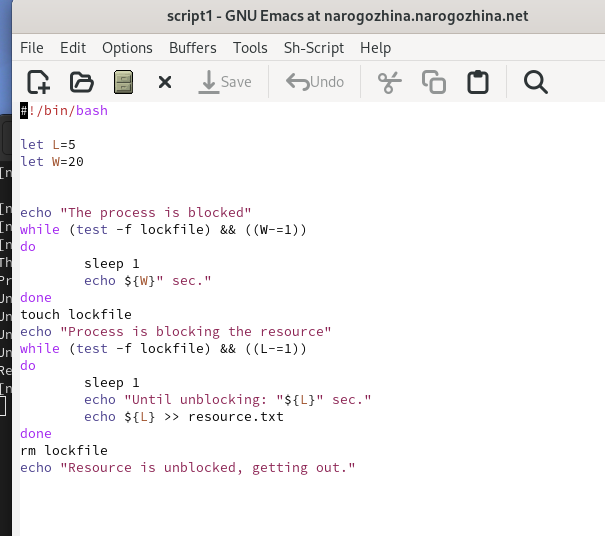 script1 - GNU Emacs at narogozhina.narogozhina.net
File Edit Options Buffers Tools Sh-Script Help
Save Undo
#!/bin/bash
let L=5
let W=20
echo "The process is blocked"
while (test -f lockfile) && ((W-=1))
do
sleep 1
echo ${W}" sec."
done
touch lockfile
echo "Process is blocking the resource"
while (test -f lockfile) && ((L-=1))
do
sleep 1
echo "Until unblocking: "${L}" sec."
echo ${L} >> resource.txt
done
rm lockfile
echo "Resource is unblocked, getting out."